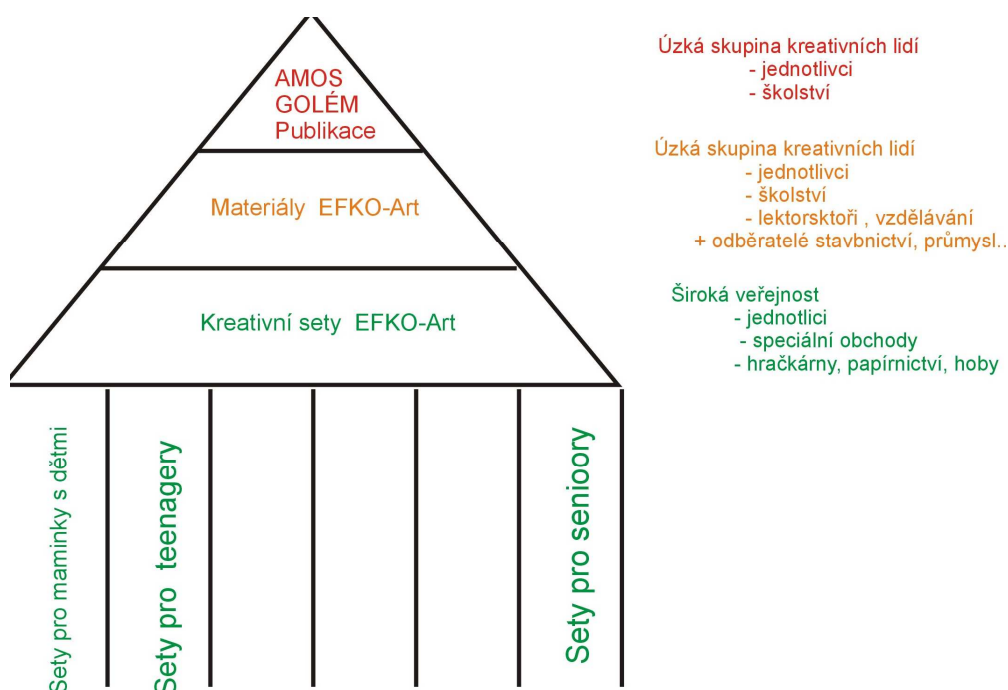 AMOS
GOLÉM
Publikace
Materiály EFKO-Art
Kreativní sety EFKO-Art
Sety pro maminky s dětmi
Sety pro teenagery
Sety pro senioory
Úzká skupina kreativních lidí
- jednotlivci
- školství
Úzká skupina kreativních lidí
- jednotlivci
- školství
- lektorsktoři , vzdělávání
+ odběratelé stavbnictví, průmysl..
Široká veřejnost
- jednotlici
- speciální obchody
- hračkárny, papírnictví, hoby